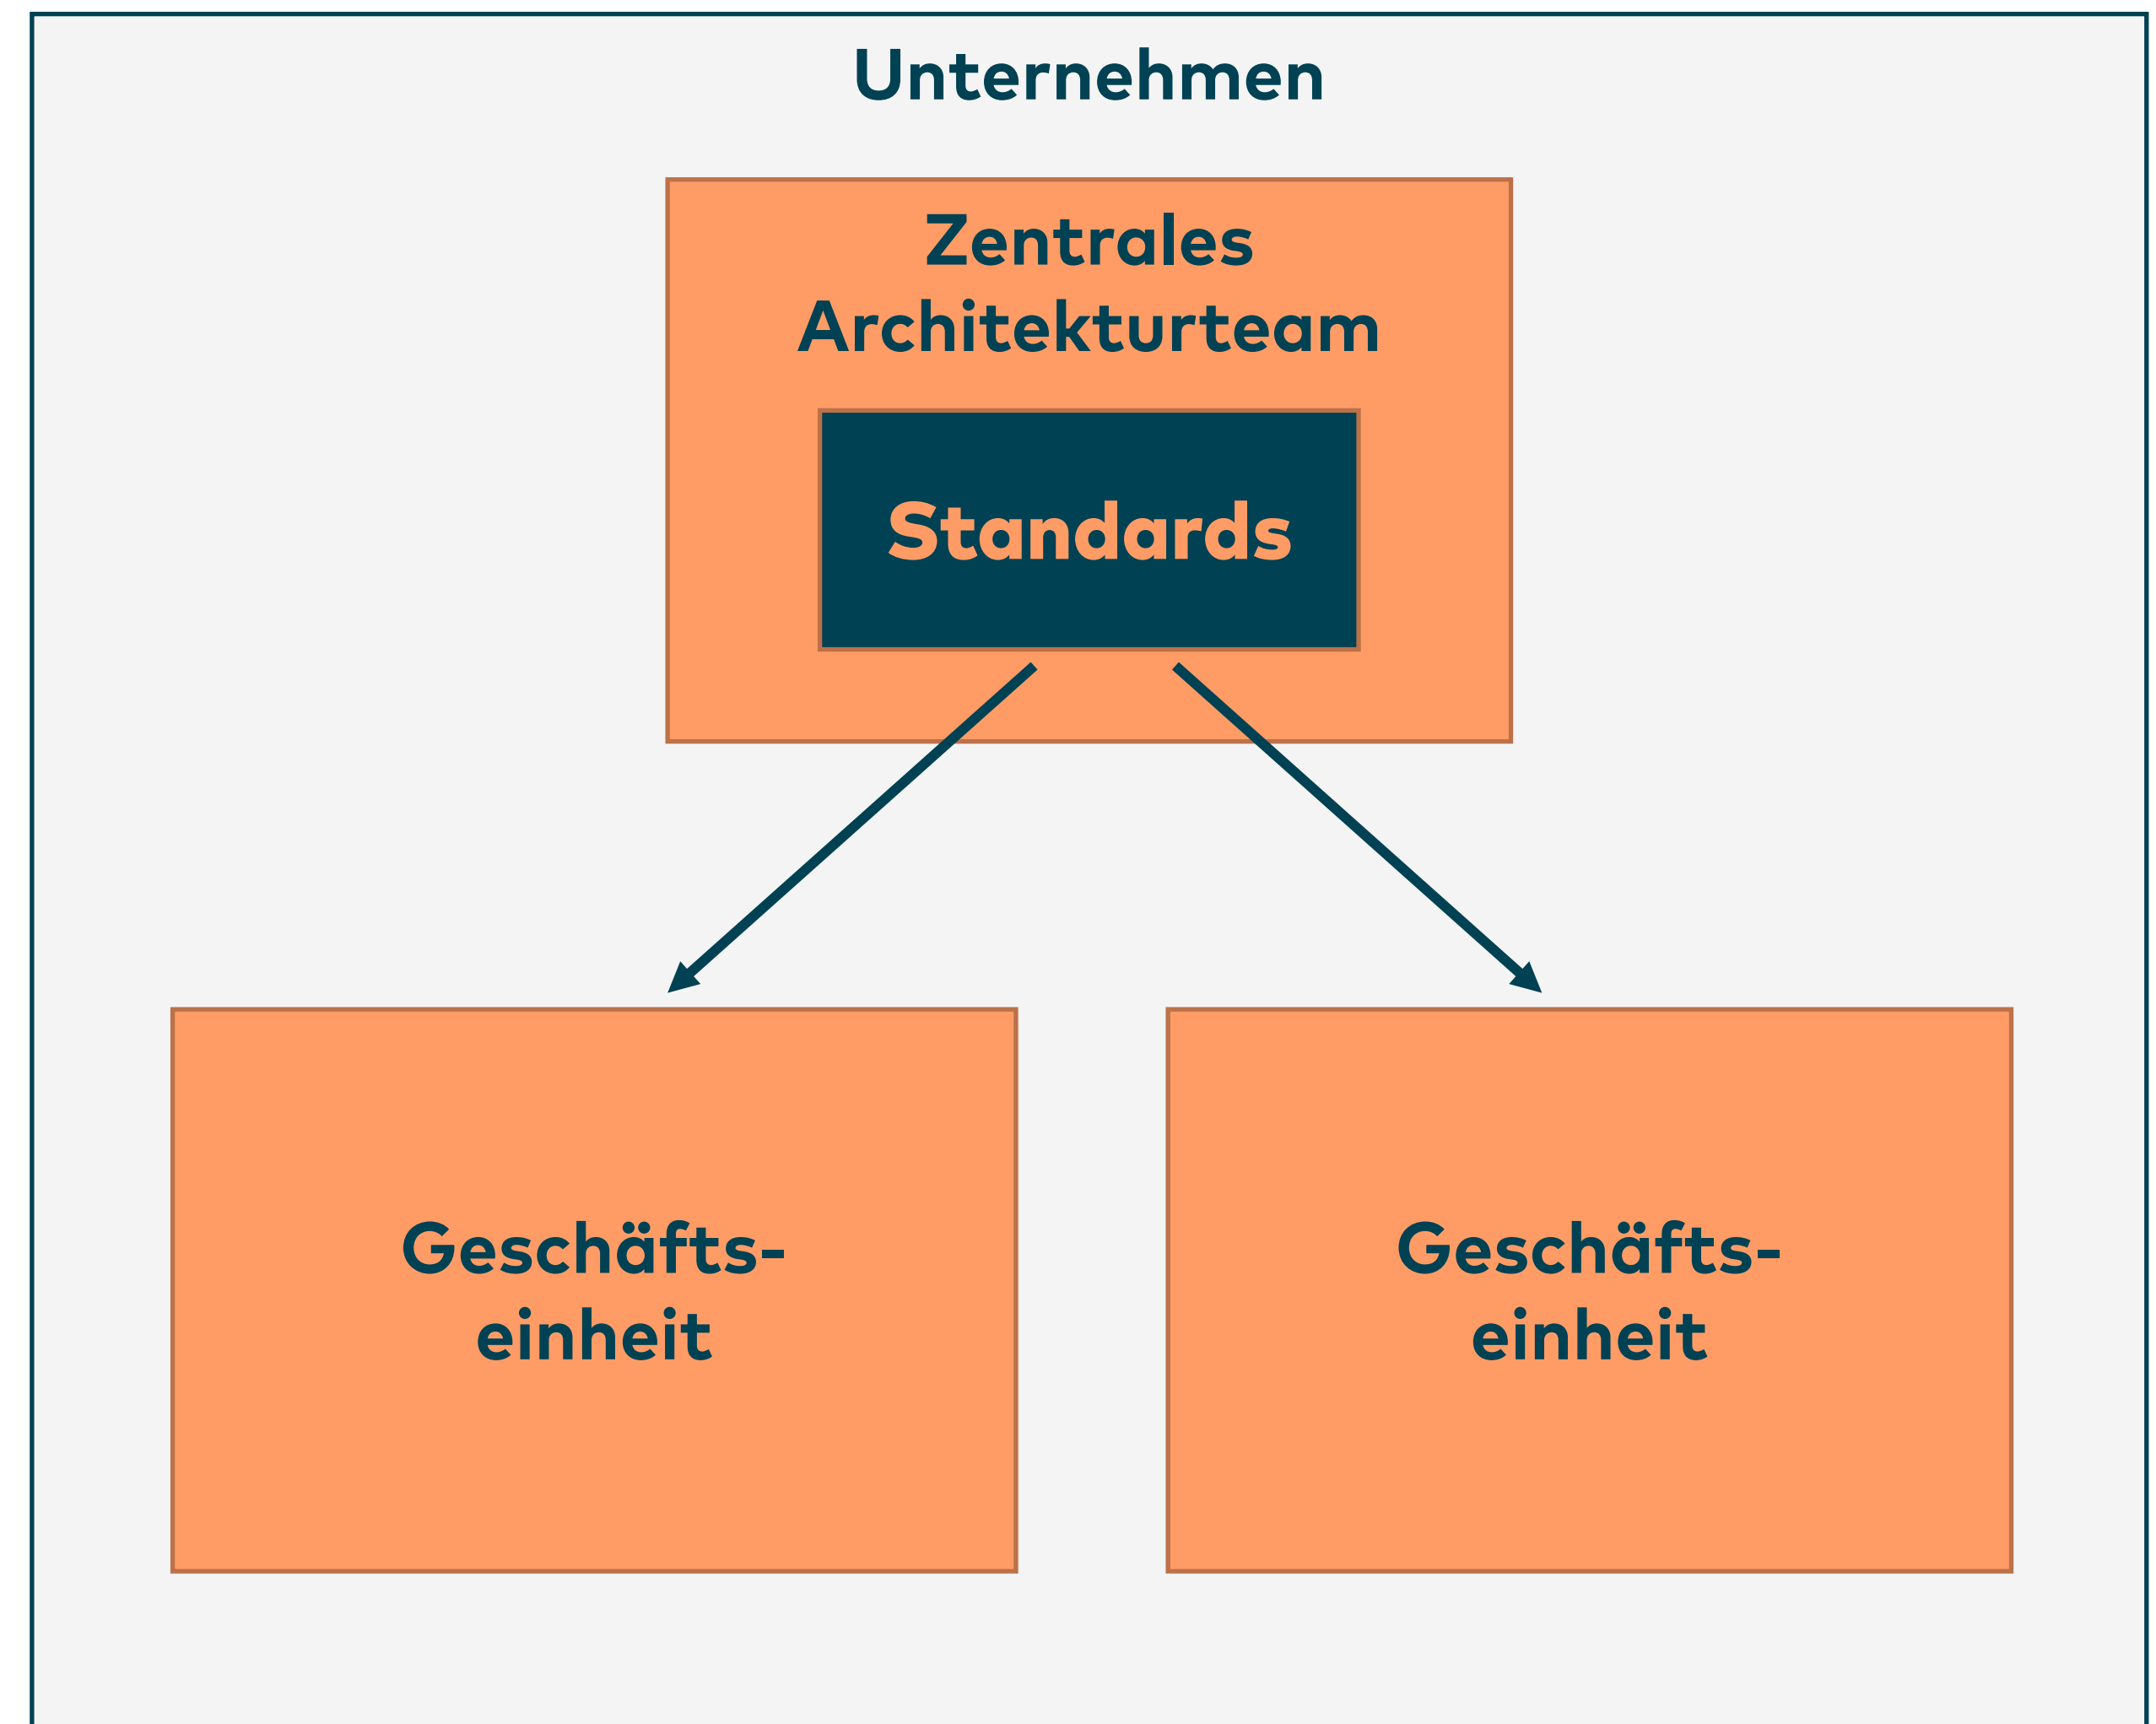 Unternehmen
Zentrales
Architekturteam
Standards
Geschäfts-
einheit
Geschäfts-
einheit